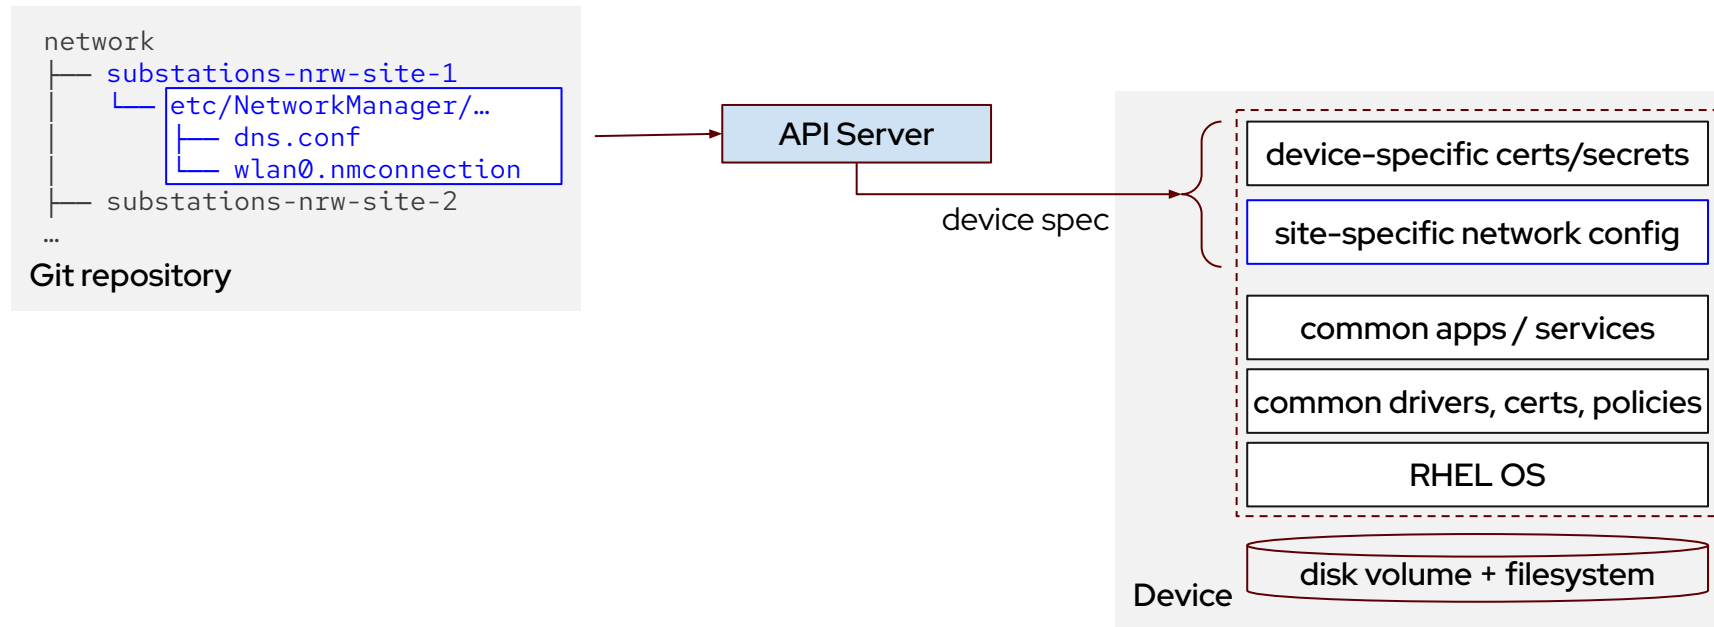 network
├── substations-nrw-site-1
│   └── etc/NetworkManager/…
│       ├── dns.conf
│       └── wlan0.nmconnection
├── substations-nrw-site-2
…
Git repository
API Server
device spec
device-specific certs/secrets
site-specific network config
common apps / services
common drivers, certs, policies
RHEL OS
disk volume + filesystem
Device